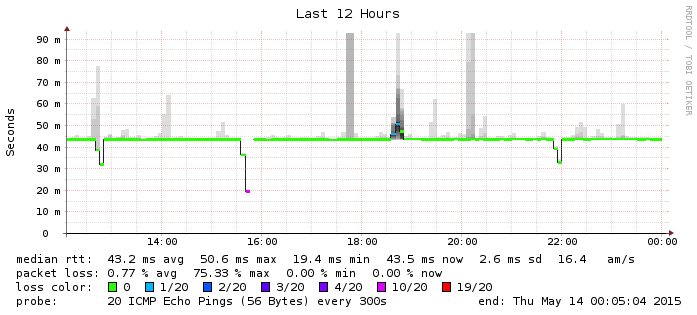 Last 12 Hours
RRDTOOL / TOBI OETIKER
Seconds
90 m
80 m
70 m
60 m
50 m
40 m
30 m
20 m
10 m
0
14:00 16:00 18:00 20:00 22:00 00:00
median rtt: 43.2 ms avg 50.6 ms max 19.4 ms min 43.5 ms now 2.6 ms sd 16.4 am/s
packet loss: 0.77 % avg 75.33 % max 0.00 % min 0.00 % now
loss color: 0 1/20 2/20 3/20 4/20 10/20 19/20
probe: 20 ICMP Echo Pings (56 Bytes) every 300s end: Thu May 14 00:05:04 2015